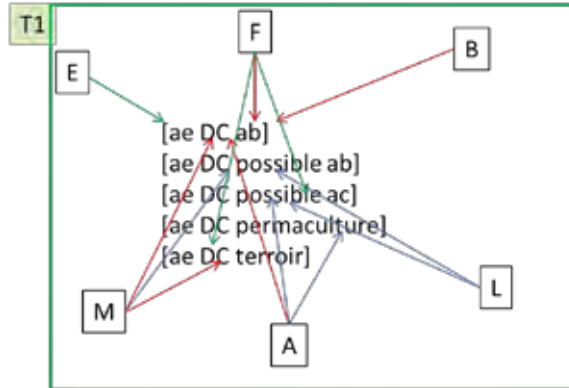 T1
F
B
E
[ae DC ab]
[ae DC possible ab]
[ae DC possible ac]
[ae DC permaculture]
[ae DC terroir]
L
M
A